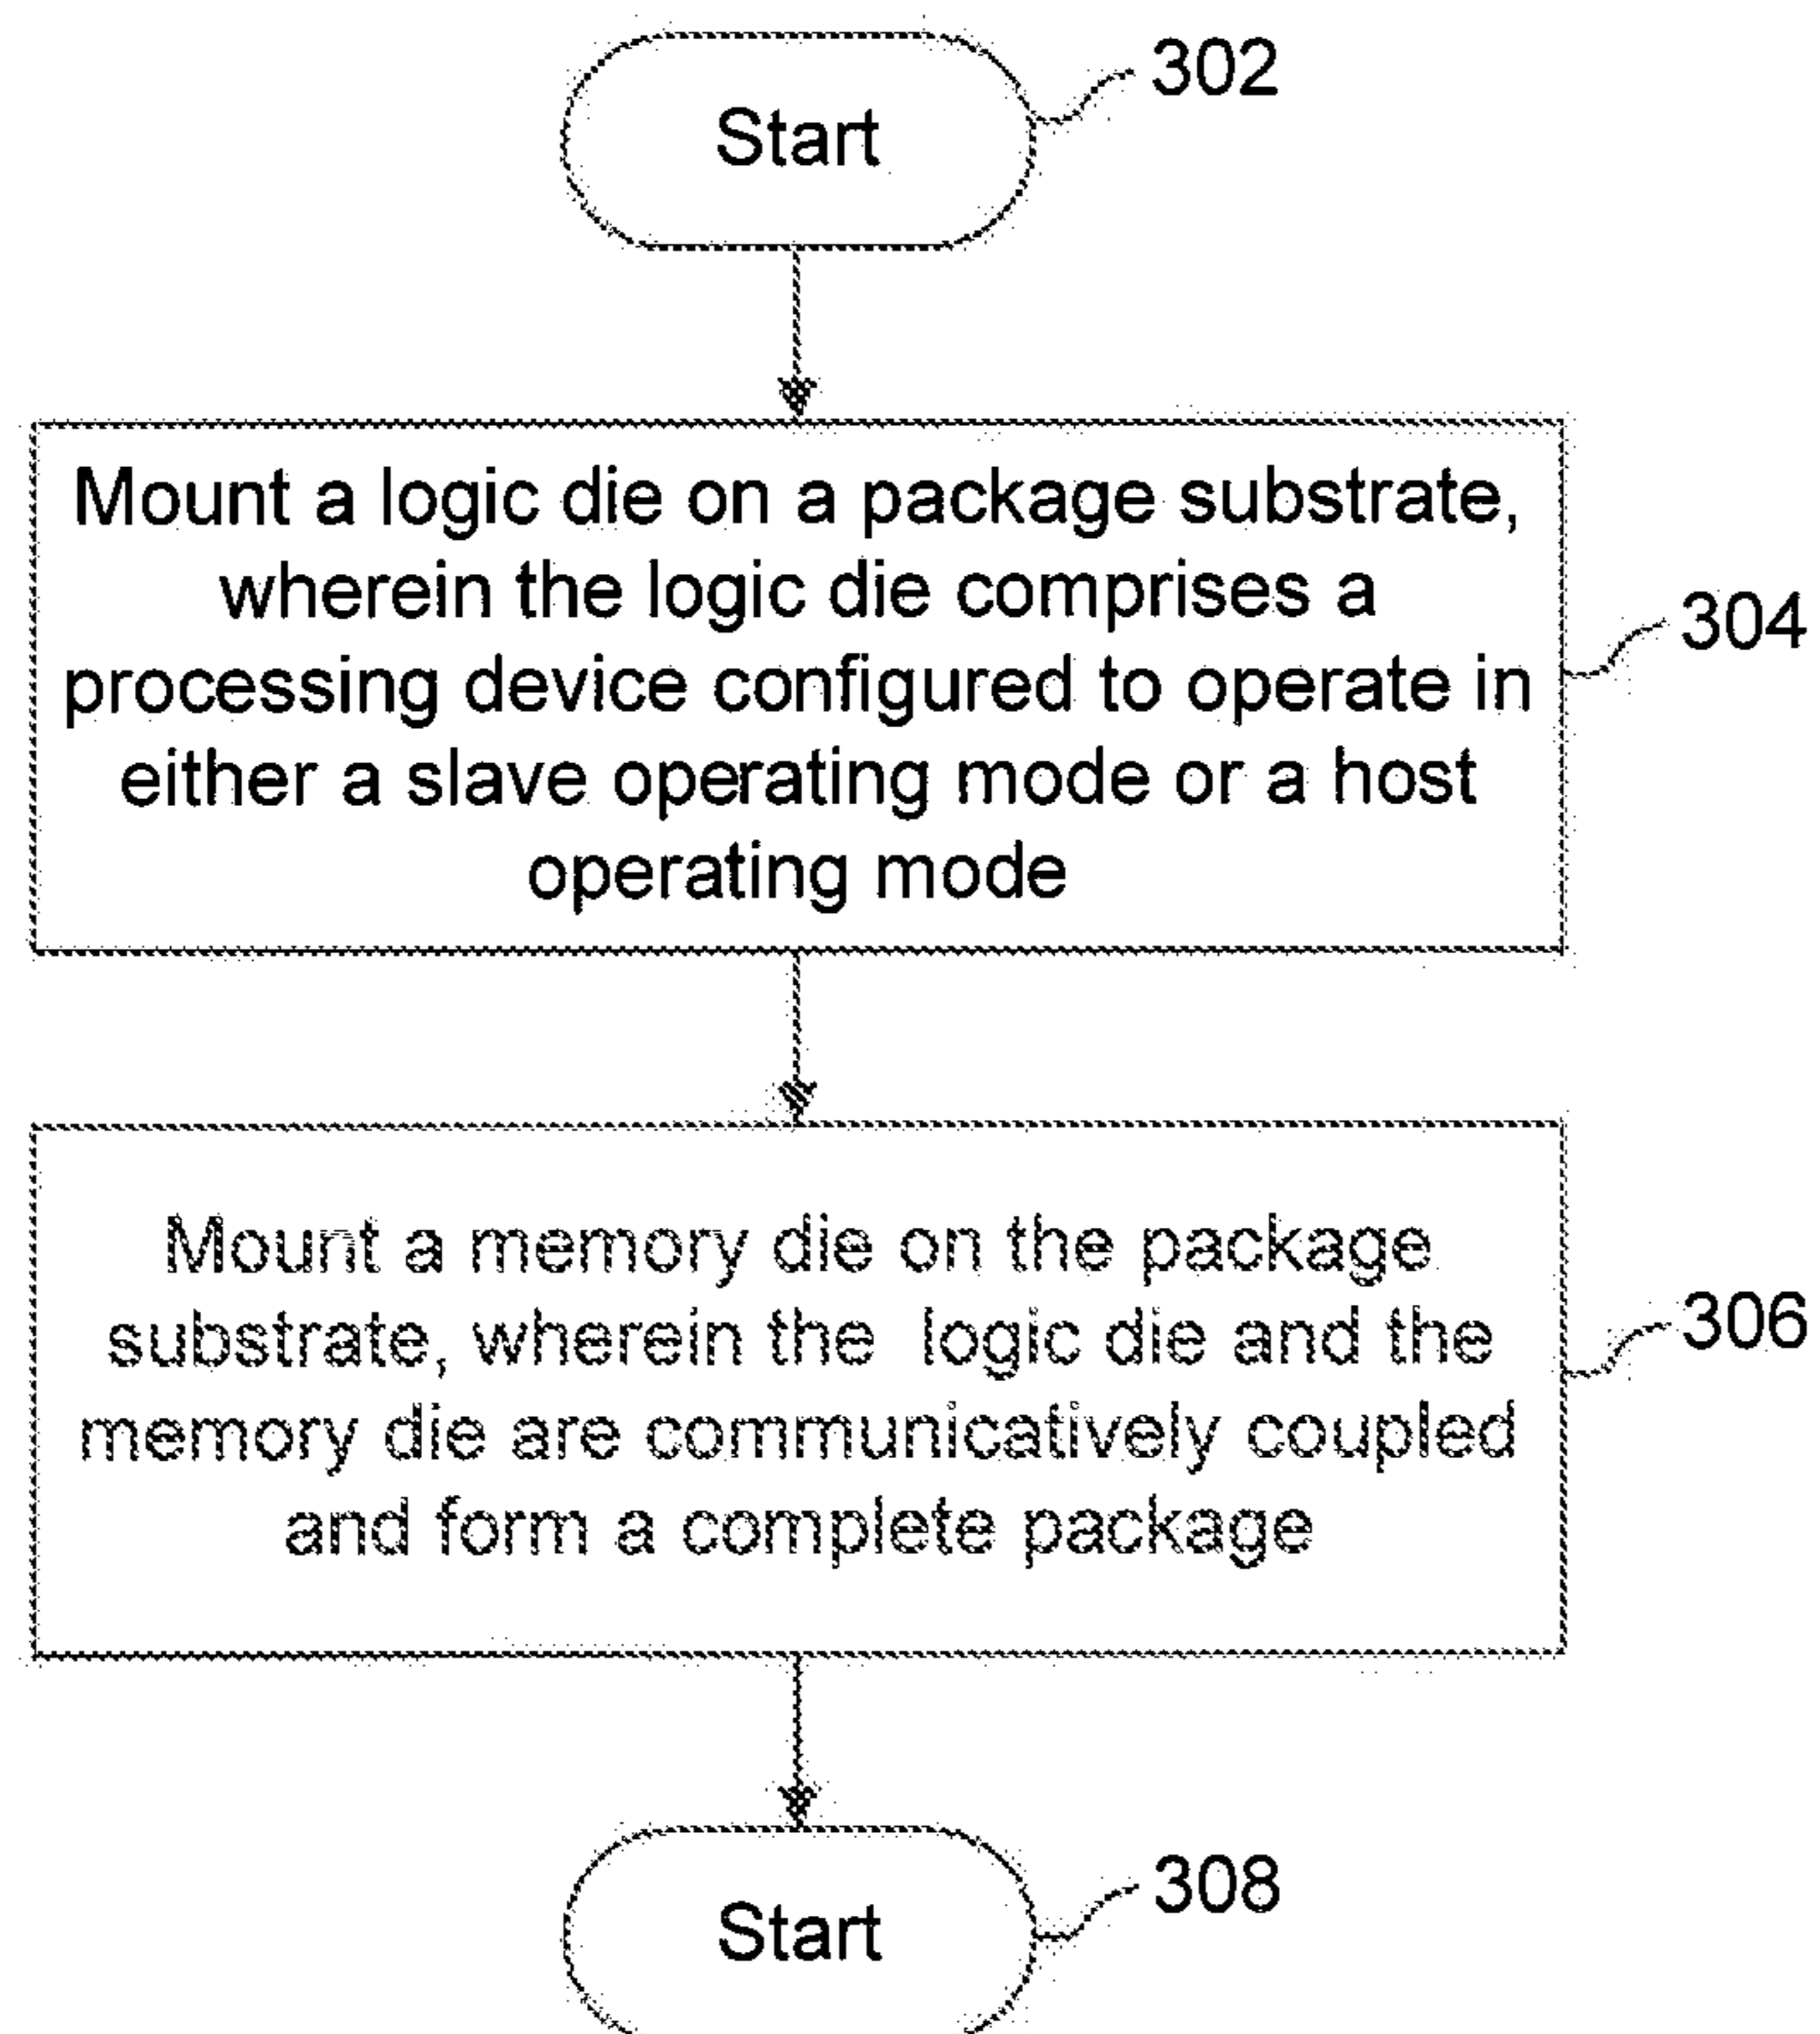 Start
302
Mount a logic die on a package substrate,
wherein the logic die comprises a
processing device configured to operate in
either a slave operating mode or a host
operating mode
304
Mount a memory die on the package
substrate, wherein the logic die and the
memory die are communicatively coupled
and form a complete package
306
Start
308